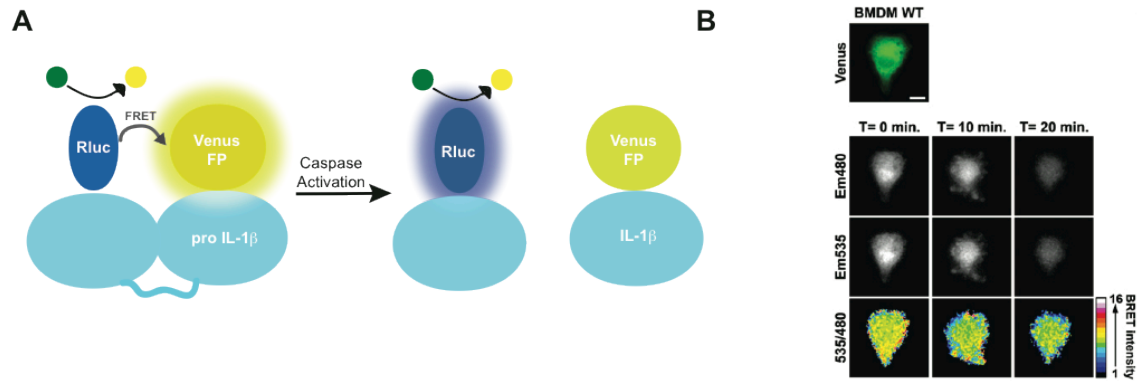 A
B
FRET
Rluc
Venus
FP
pro IL-1β
Caspase
Activation
Rluc
Venus
FP
IL-1β
BMDM WT
Venus
T= 0 min.
T= 10 min.
T= 20 min.
Em480
Em535
535/480
16
1
BRET intensity